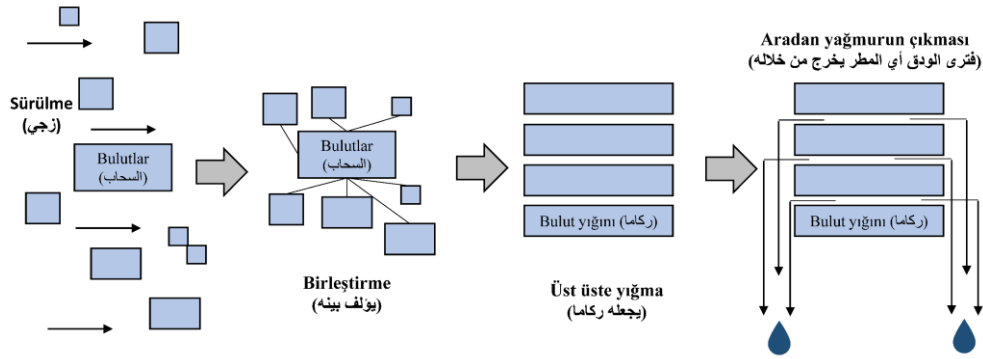 Sürülme
(زجي)
Bulutlar
(السحاب)
Bulutlar
(السحاب)
Birleştirme
(يؤلف بينه)
Bulut yığını (ركاما)
Üst üste yığma
(يجعله ركاما)
Aradan yağmurun çıkması
(فترى الودق أي المطر يخرج من خلاله)
Bulut yığını (ركاما)